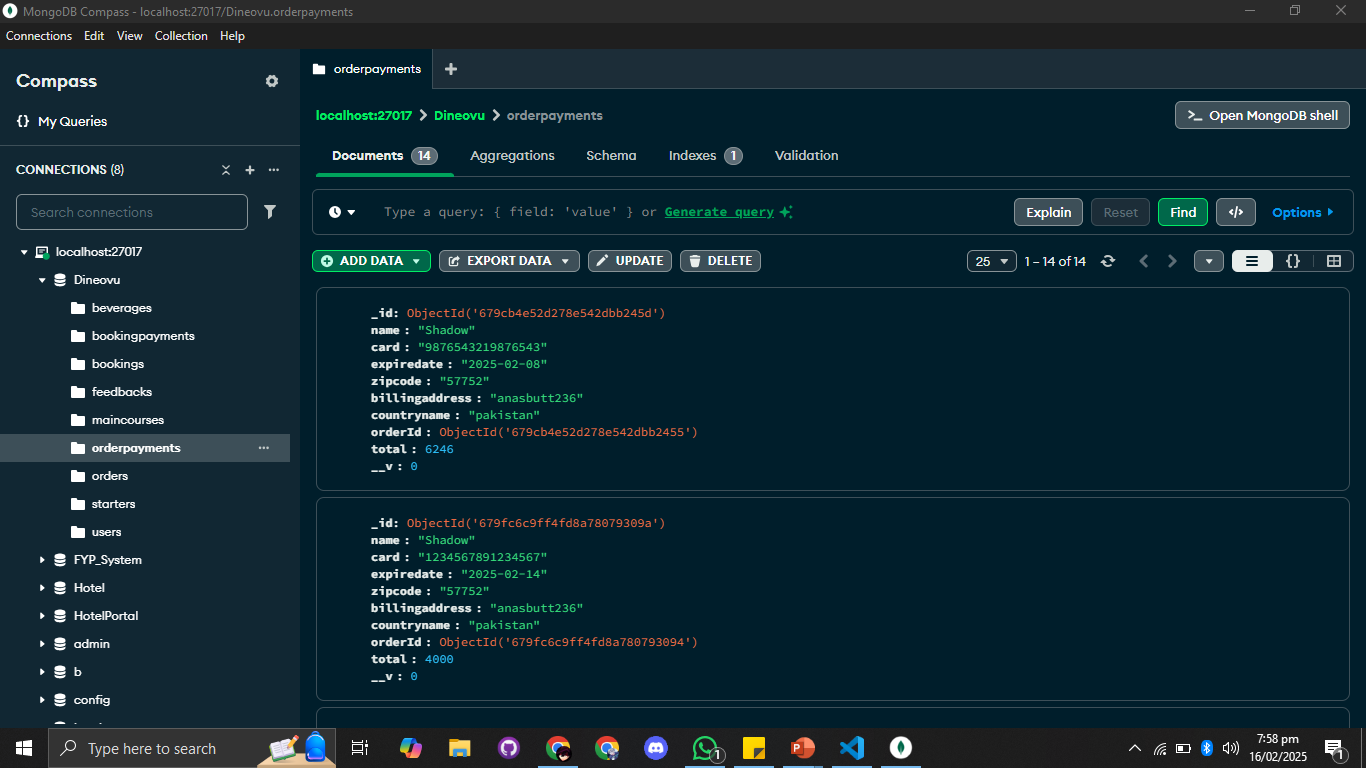 MongoDB Compass - localhost:27017/Dineovu.orderpayments
Connections Edit View Collection Help
Compass
{} My Queries
CONNECTIONS (8)
Search connections
localhost:27017
Dineovu
beverages
bookingpayments
bookings
feedbacks
maincourses
orderpayments
orders
starters
users
FYP_System
Hotel
HotelPortal
admin
b
config
orderpayments
localhost:27017 > Dineovu > orderpayments
>_ Open MongoDB shell
Documents 14 Aggregations Schema Indexes 1 Validation
Type a query: { field: 'value' } or Generate query
Explain Reset Find </> Options
ADD DATA EXPORT DATA UPDATE DELETE
25 1 – 14 of 14 {}
_id: ObjectId('679cb4e52d278e542dbb245d')
name : "Shadow"
card : "9876543219876543"
expiredate : "2025-02-08"
zipcode : "57752"
billingaddress : "anasbutt236"
countryname : "pakistan"
orderId : ObjectId('679cb4e52d278e542dbb2455')
total : 6246
__v : 0
_id: ObjectId('679fc6c9ff4fd8a78079309a')
name : "Shadow"
card : "1234567891234567"
expiredate : "2025-02-14"
zipcode : "57752"
billingaddress : "anasbutt236"
countryname : "pakistan"
orderId : ObjectId('679fc6c9ff4fd8a780793094')
total : 4000
__v : 0
Type here to search
1
7:58 pm
16/02/2025
1